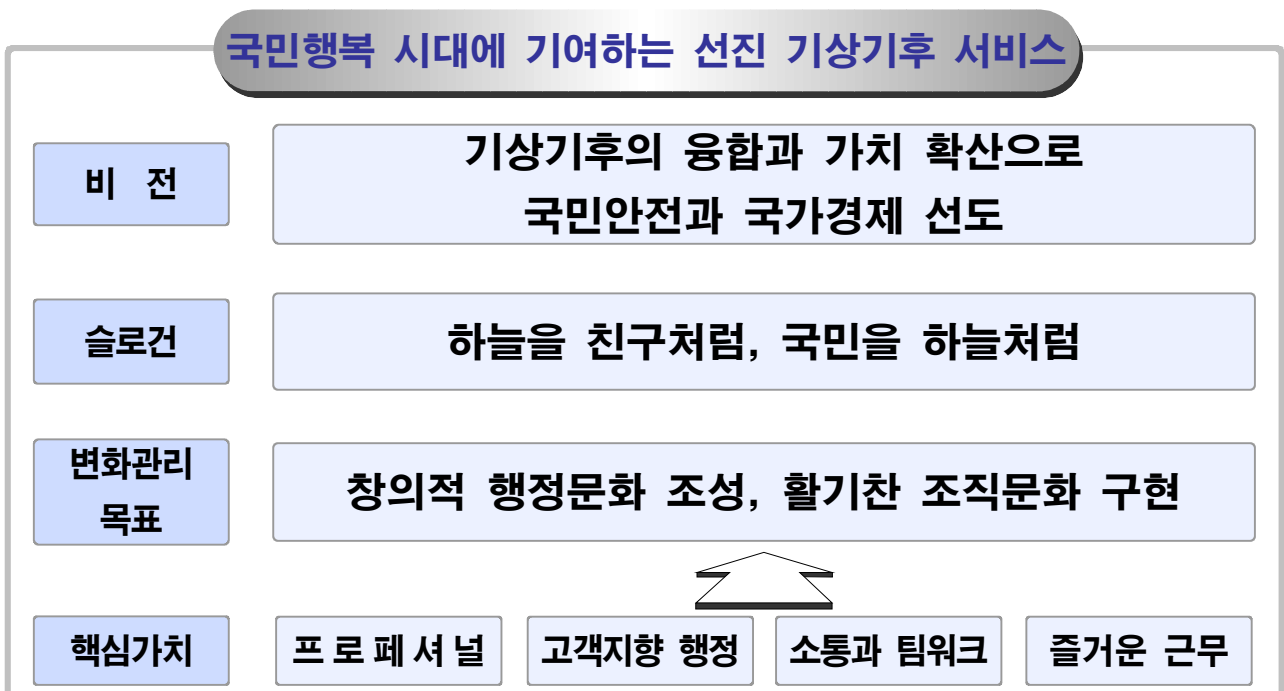 국민행복 시대에 기여하는 선진 기상기후 서비스
비 전
기상기후의 융합과 가치 확산으로
국민안전과 국가경제 선도
슬로건
하늘을 친구처럼, 국민을 하늘처럼
변화관리
목표
창의적 행정문화 조성, 활기찬 조직문화 구현
핵심가치
프로페셔널
고객지향 행정
소통과 팀워크
즐거운 근무